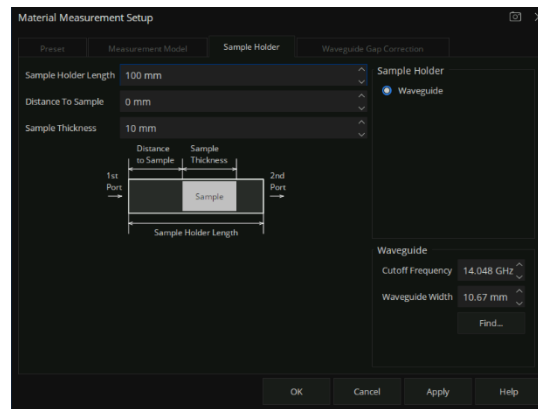 Material Measurement Setup
Preset Measurement Model Sample Holder Waveguide Gap Correction
Sample Holder Length 100 mm
Distance To Sample 0 mm
Sample Thickness 10 mm
Distance to Sample
Sample Thickness
1st Port
2nd Port
Sample
Sample Holder Length
Sample Holder
Waveguide
Waveguide
Cutoff Frequency 14.048 GHz
Waveguide Width 10.67 mm
Find...
OK Cancel Apply Help